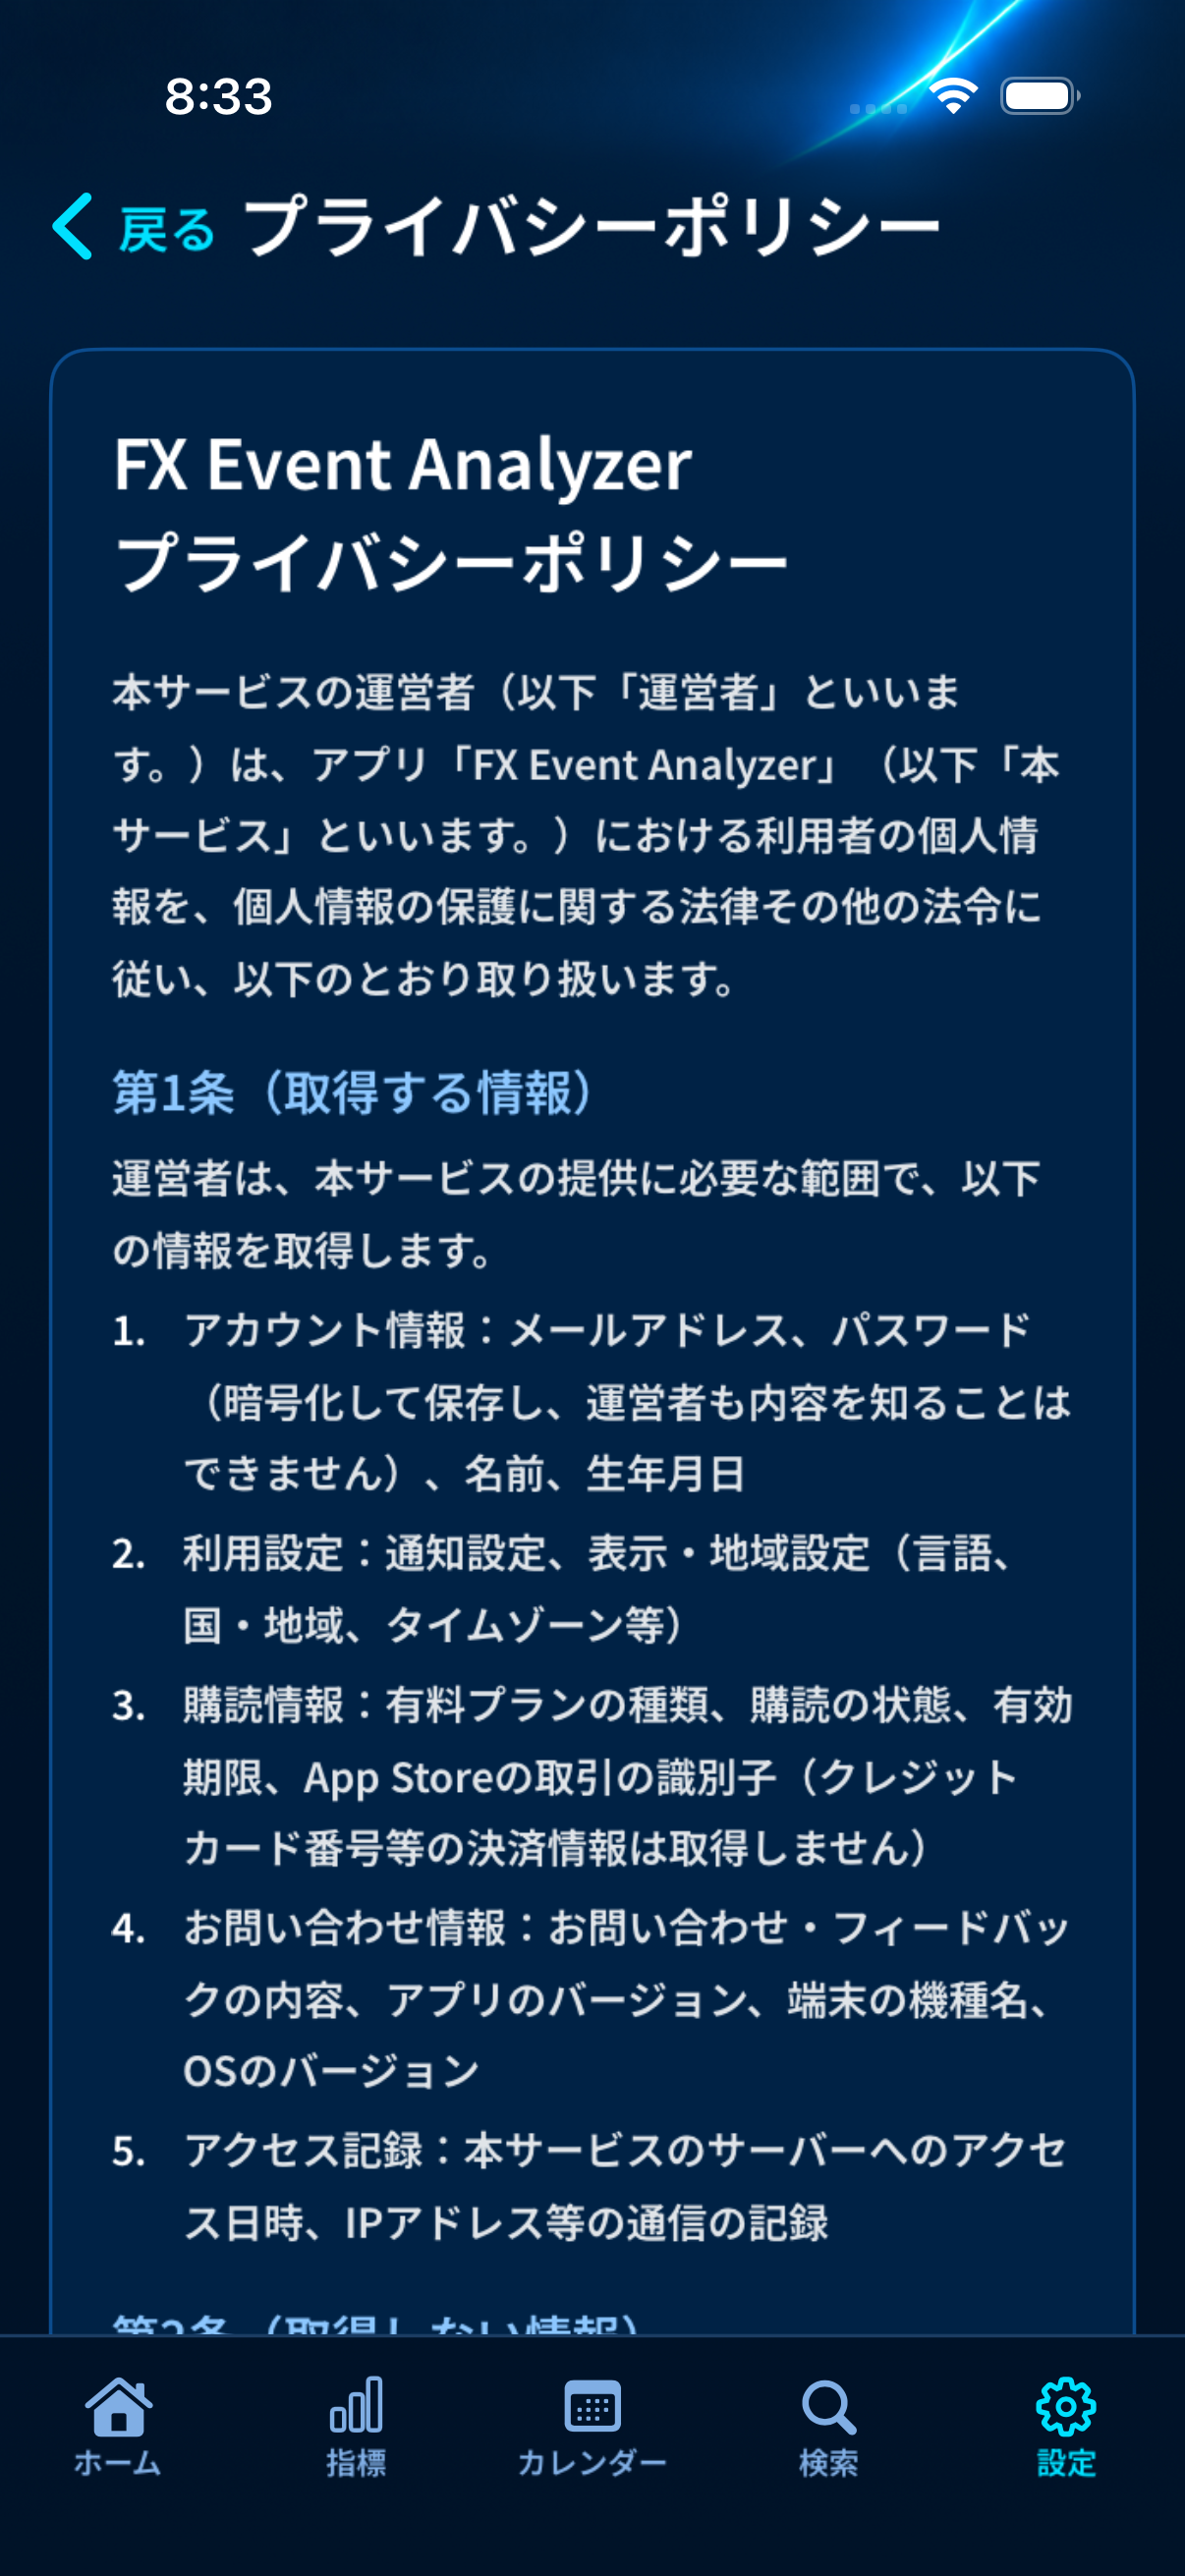 8:33
戻る プライバシーポリシー
FX Event Analyzer
プライバシーポリシー
本サービスの運営者（以下「運営者」といいま
す。）は、アプリ「FX Event Analyzer」（以下「本
サービス」といいます。）における利用者の個人情
報を、個人情報の保護に関する法律その他の法令に
従い、以下のとおり取り扱います。
第1条（取得する情報）
運営者は、本サービスの提供に必要な範囲で、以下
の情報を取得します。
1. アカウント情報：メールアドレス、パスワード
（暗号化して保存し、運営者も内容を知ることは
できません）、名前、生年月日
2. 利用設定：通知設定、表示・地域設定（言語、
国・地域、タイムゾーン等）
3. 購読情報：有料プランの種類、購読の状態、有効
期限、App Storeの取引の識別子（クレジット
カード番号等の決済情報は取得しません）
4. お問い合わせ情報：お問い合わせ・フィードバッ
クの内容、アプリのバージョン、端末の機種名、
OSのバージョン
5. アクセス記録：本サービスのサーバーへのアクセ
ス日時、IPアドレス等の通信の記録
第2条（取得しない情報）
ホーム 指標 カレンダー 検索 設定